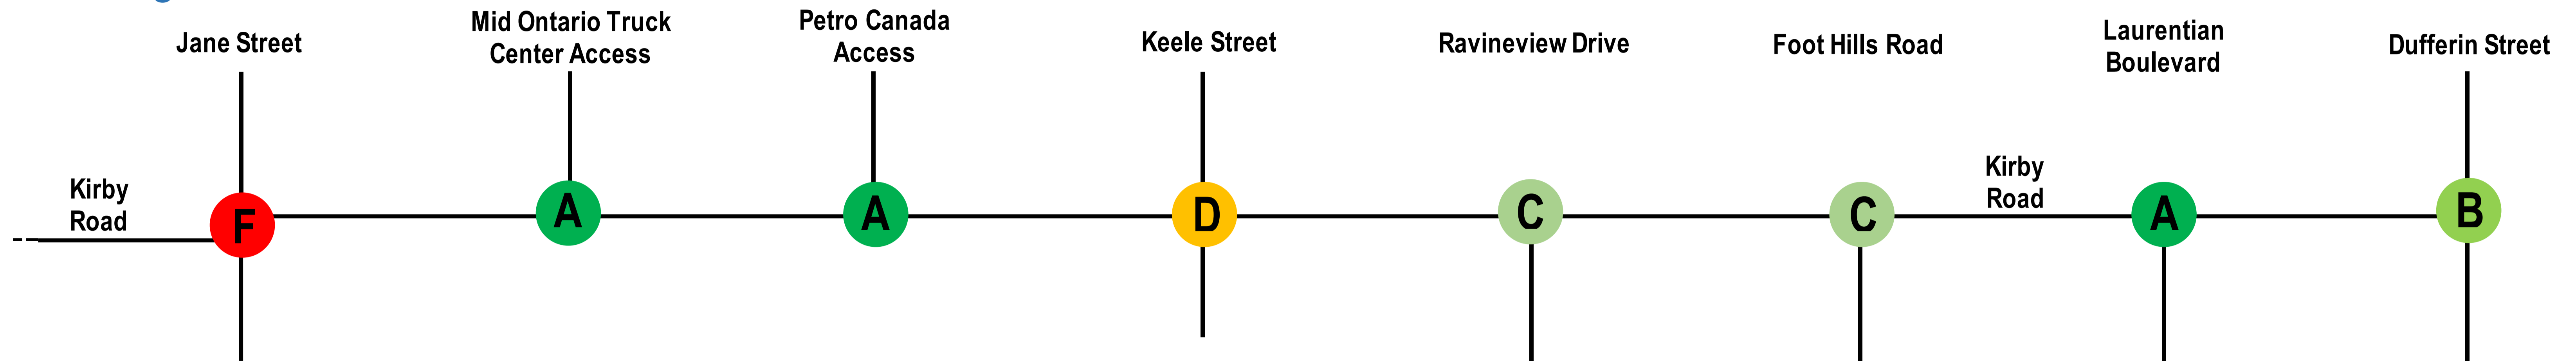 Jane Street
Mid Ontario Truck
Center Access
Petro Canada
Access
Keele Street
Ravineview Drive
Foot Hills Road
Laurentian
Boulevard
Dufferin Street
Kirby
Road
Kirby
Road
F
A
A
D
C
C
A
B